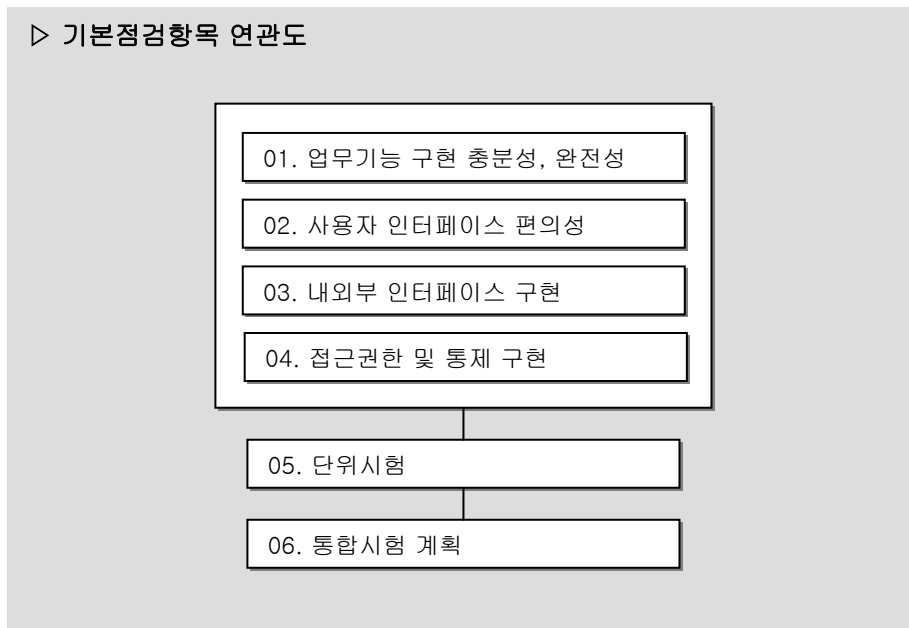 ▷ 기본점검항목 연관도
01. 업무기능 구현 충분성, 완전성
02. 사용자 인터페이스 편의성
03. 내외부 인터페이스 구현
04. 접근권한 및 통제 구현
05. 단위시험
06. 통합시험 계획